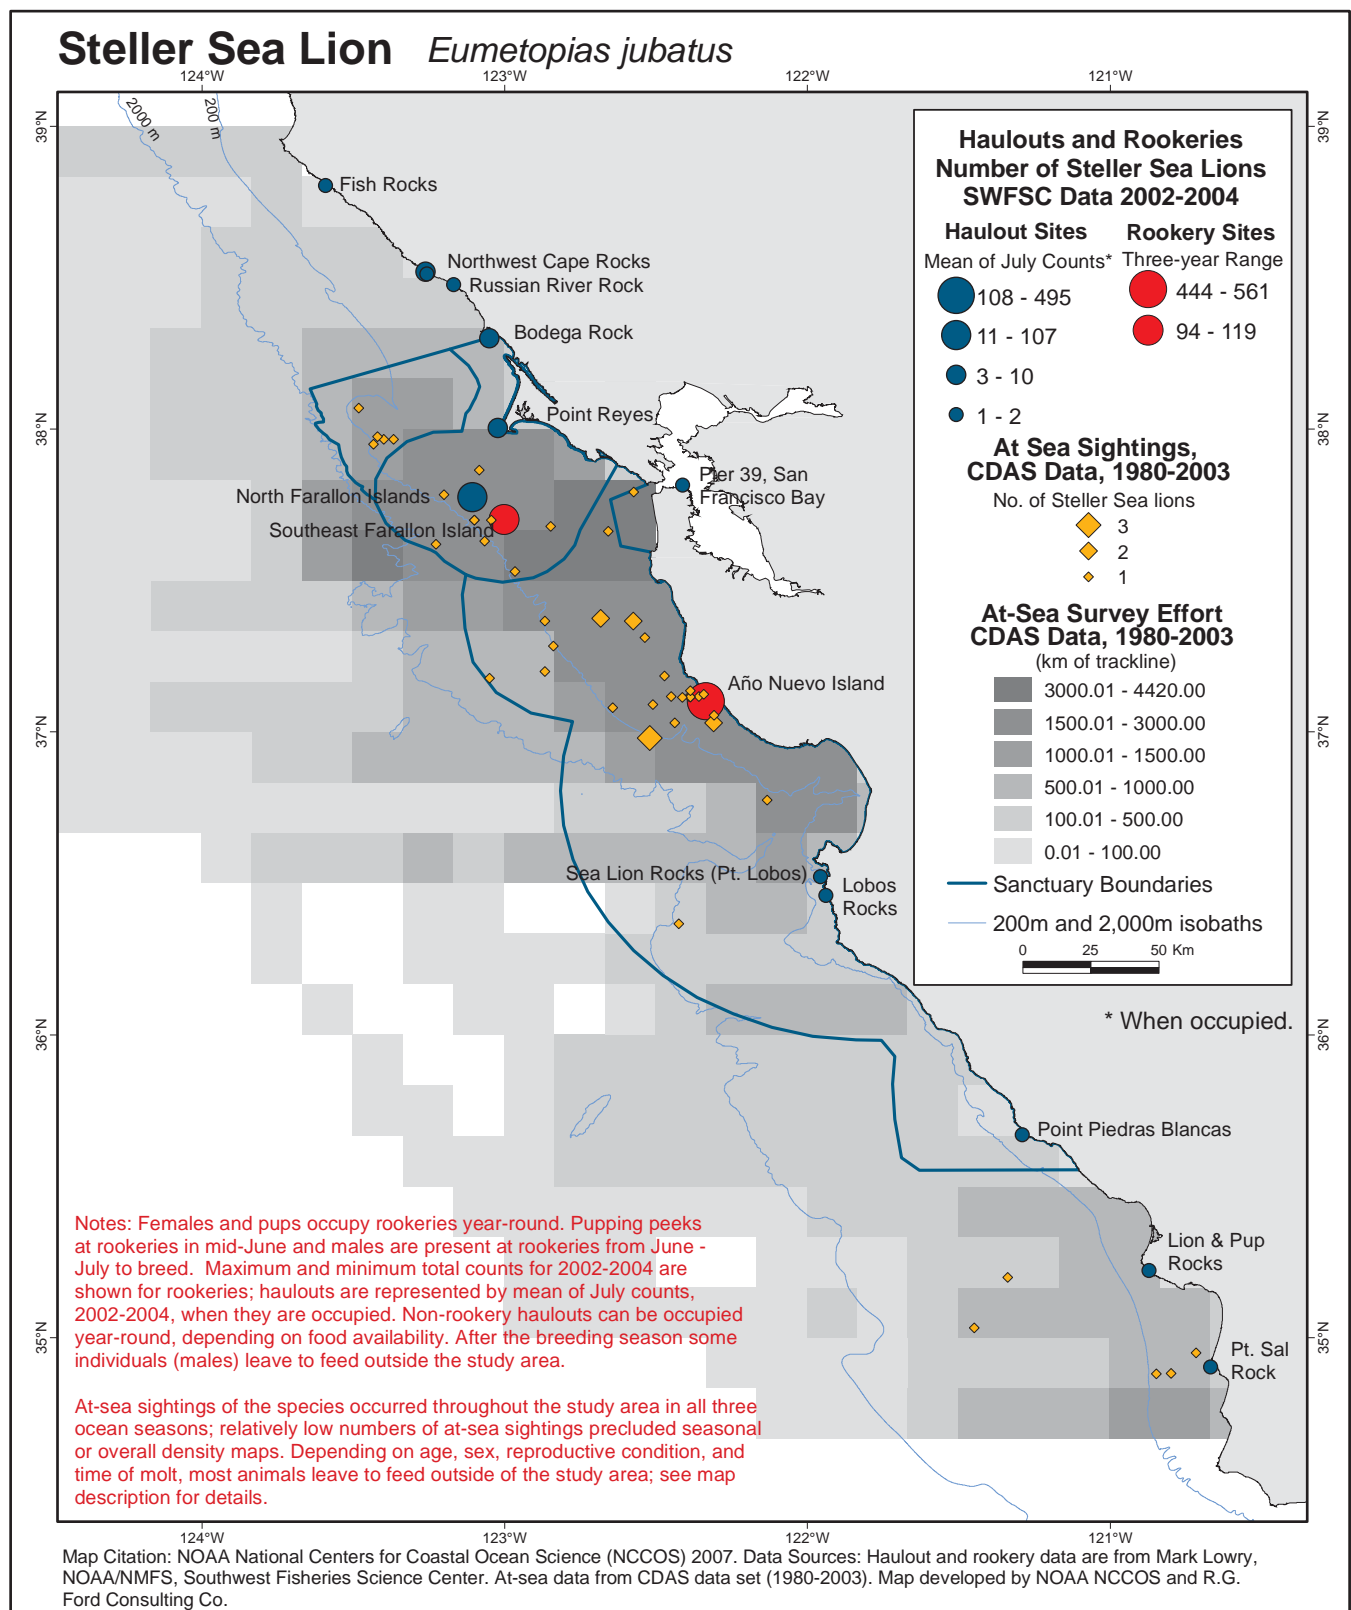 Steller Sea Lion Eumetopias jubatus
124°W 123°W 122°W 121°W
39°N 39°N
2000 m
200 m
Fish Rocks
Northwest Cape Rocks
Russian River Rock
Bodega Rock
Point Reyes
38°N 38°N
Pier 39, San
Francisco Bay
North Farallon Islands
Southeast Farallon Island
Año Nuevo Island
37°N 37°N
Sea Lion Rocks (Pt. Lobos)
Lobos
Rocks
36°N 36°N
Point Piedras Blancas
Lion & Pup
Rocks
35°N 35°N
Pt. Sal
Rock
Haulouts and Rookeries
Number of Steller Sea Lions
SWFSC Data 2002-2004
Haulout Sites
Mean of July Counts*
108 - 495
11 - 107
3 - 10
1 - 2
Rookery Sites
Three-year Range
444 - 561
94 - 119
At Sea Sightings,
CDAS Data, 1980-2003
No. of Steller Sea lions
3
2
1
At-Sea Survey Effort
CDAS Data, 1980-2003
(km of trackline)
3000.01 - 4420.00
1500.01 - 3000.00
1000.01 - 1500.00
500.01 - 1000.00
100.01 - 500.00
0.01 - 100.00
Sanctuary Boundaries
200m and 2,000m isobaths
0 25 50 Km
* When occupied.
Notes: Females and pups occupy rookeries year-round. Pupping peeks
at rookeries in mid-June and males are present at rookeries from June -
July to breed.  Maximum and minimum total counts for 2002-2004 are
shown for rookeries; haulouts are represented by mean of July counts,
2002-2004, when they are occupied. Non-rookery haulouts can be occupied
year-round, depending on food availability. After the breeding season some
individuals (males) leave to feed outside the study area.
At-sea sightings of the species occurred throughout the study area in all three
ocean seasons; relatively low numbers of at-sea sightings precluded seasonal
or overall density maps. Depending on age, sex, reproductive condition, and
time of molt, most animals leave to feed outside of the study area; see map
description for details.
124°W 123°W 122°W 121°W
Map Citation: NOAA National Centers for Coastal Ocean Science (NCCOS) 2007. Data Sources: Haulout and rookery data are from Mark Lowry,
NOAA/NMFS, Southwest Fisheries Science Center. At-sea data from CDAS data set (1980-2003). Map developed by NOAA NCCOS and R.G.
Ford Consulting Co.